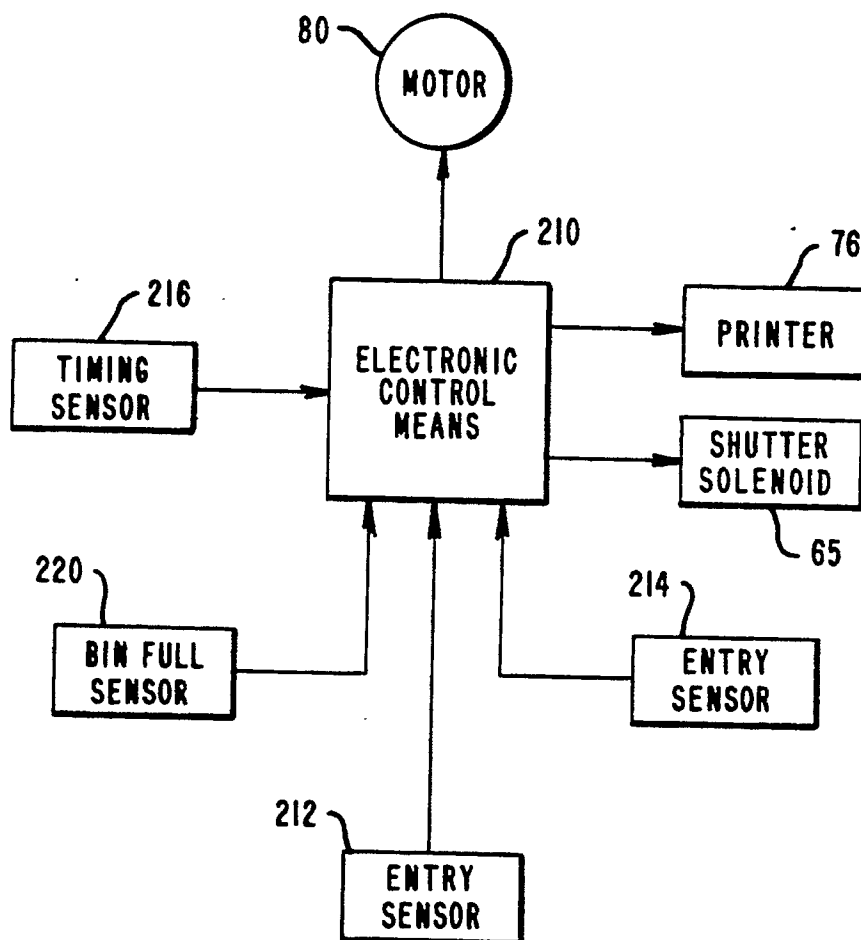 80
MOTOR
210
76
PRINTER
216
TIMING
SENSOR
ELECTRONIC
CONTROL
MEANS
SHUTTER
SOLENOID
65
220
BIN FULL
SENSOR
214
ENTRY
SENSOR
212
ENTRY
SENSOR